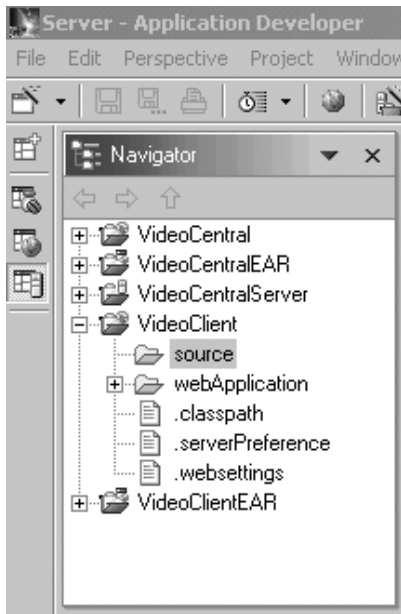 Server - Application Developer
File Edit Perspective Project Window
Navigator
VideoCentral
VideoCentralEAR
VideoCentralServer
VideoClient
source
webApplication
.classpath
.serverPreference
.websettings
VideoClientEAR